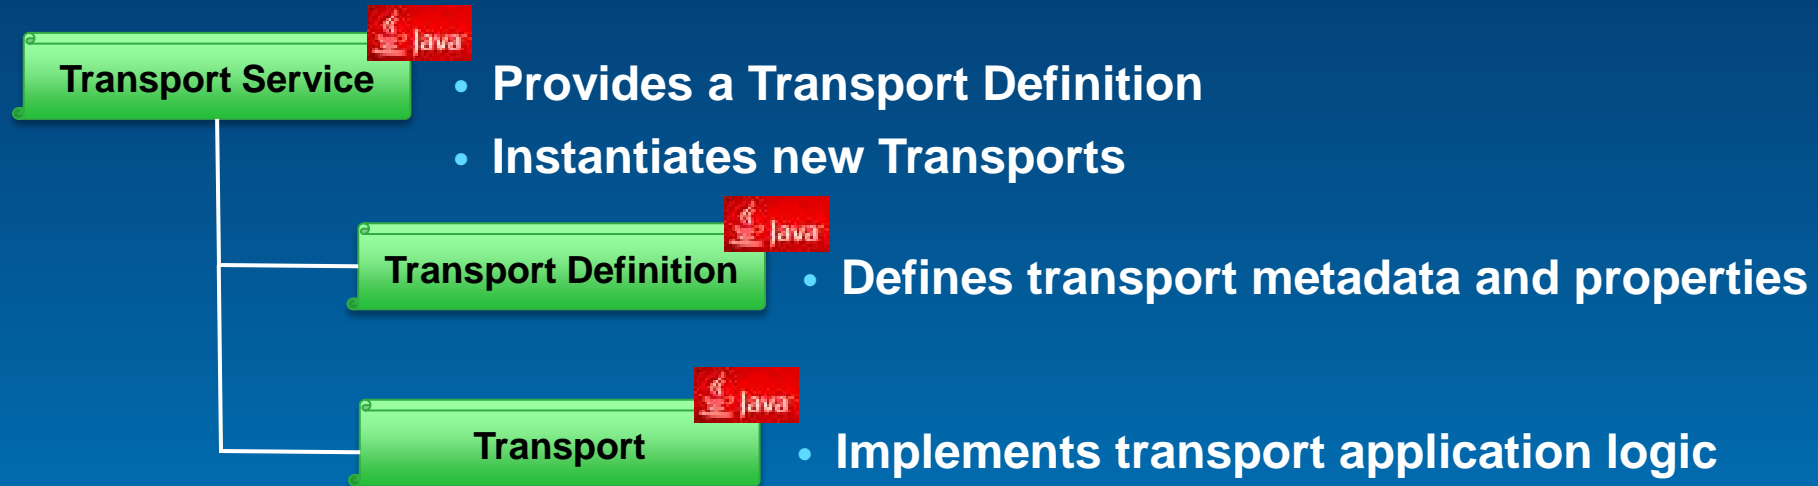 Java
Transport Service
• Provides a Transport Definition
• Instantiates new Transports
Java
Transport Definition
• Defines transport metadata and properties
Java
Transport
• Implements transport application logic